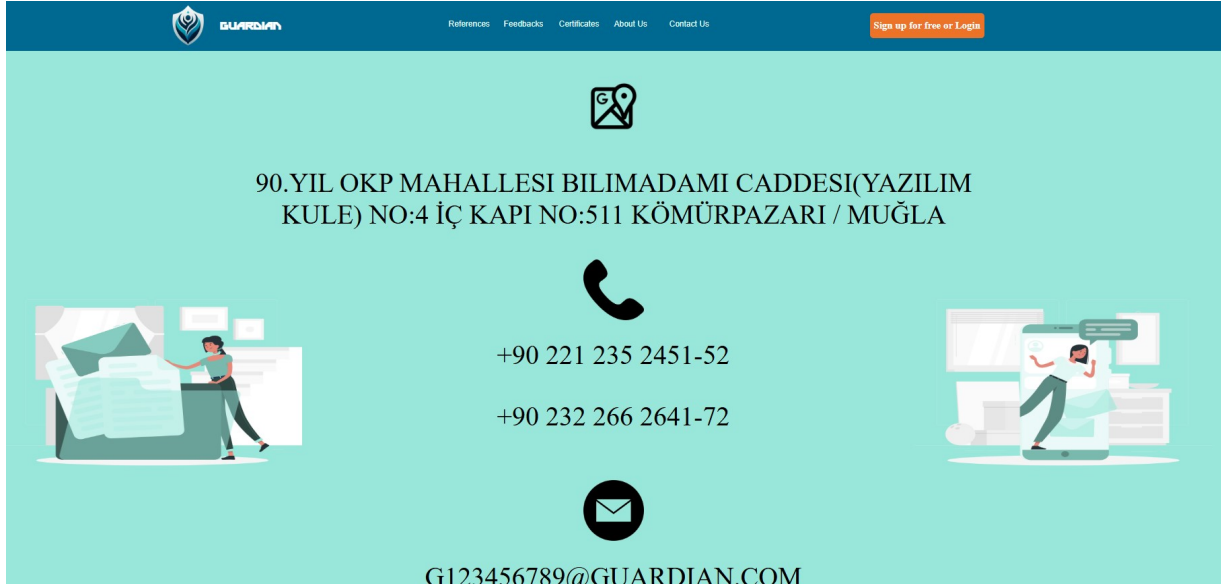 GUARDIAN
References Feedbacks Certificates About Us Contact Us
Sign up for free or Login
G
90.YIL OKP MAHALLESI BILIMADAMI CADDESI(YAZILIM
KULE) NO:4 İÇ KAPI NO:511 KÖMÜRPAZARI / MUĞLA
+90 221 235 2451-52
+90 232 266 2641-72
G123456789@GUARDIAN.COM